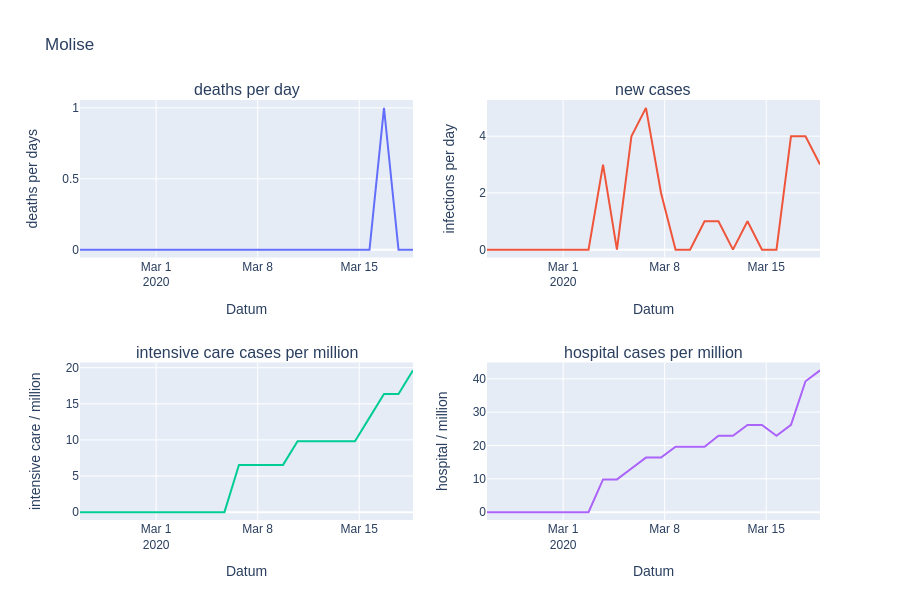 Molise
deaths per day
deaths per days
1
0.5
0
Mar 1
2020
Mar 8
Mar 15
Datum
new cases
infections per day
4
2
0
Mar 1
2020
Mar 8
Mar 15
Datum
intensive care cases per million
intensive care / million
20
15
10
5
0
Mar 1
2020
Mar 8
Mar 15
Datum
hospital cases per million
hospital / million
40
30
20
10
0
Mar 1
2020
Mar 8
Mar 15
Datum